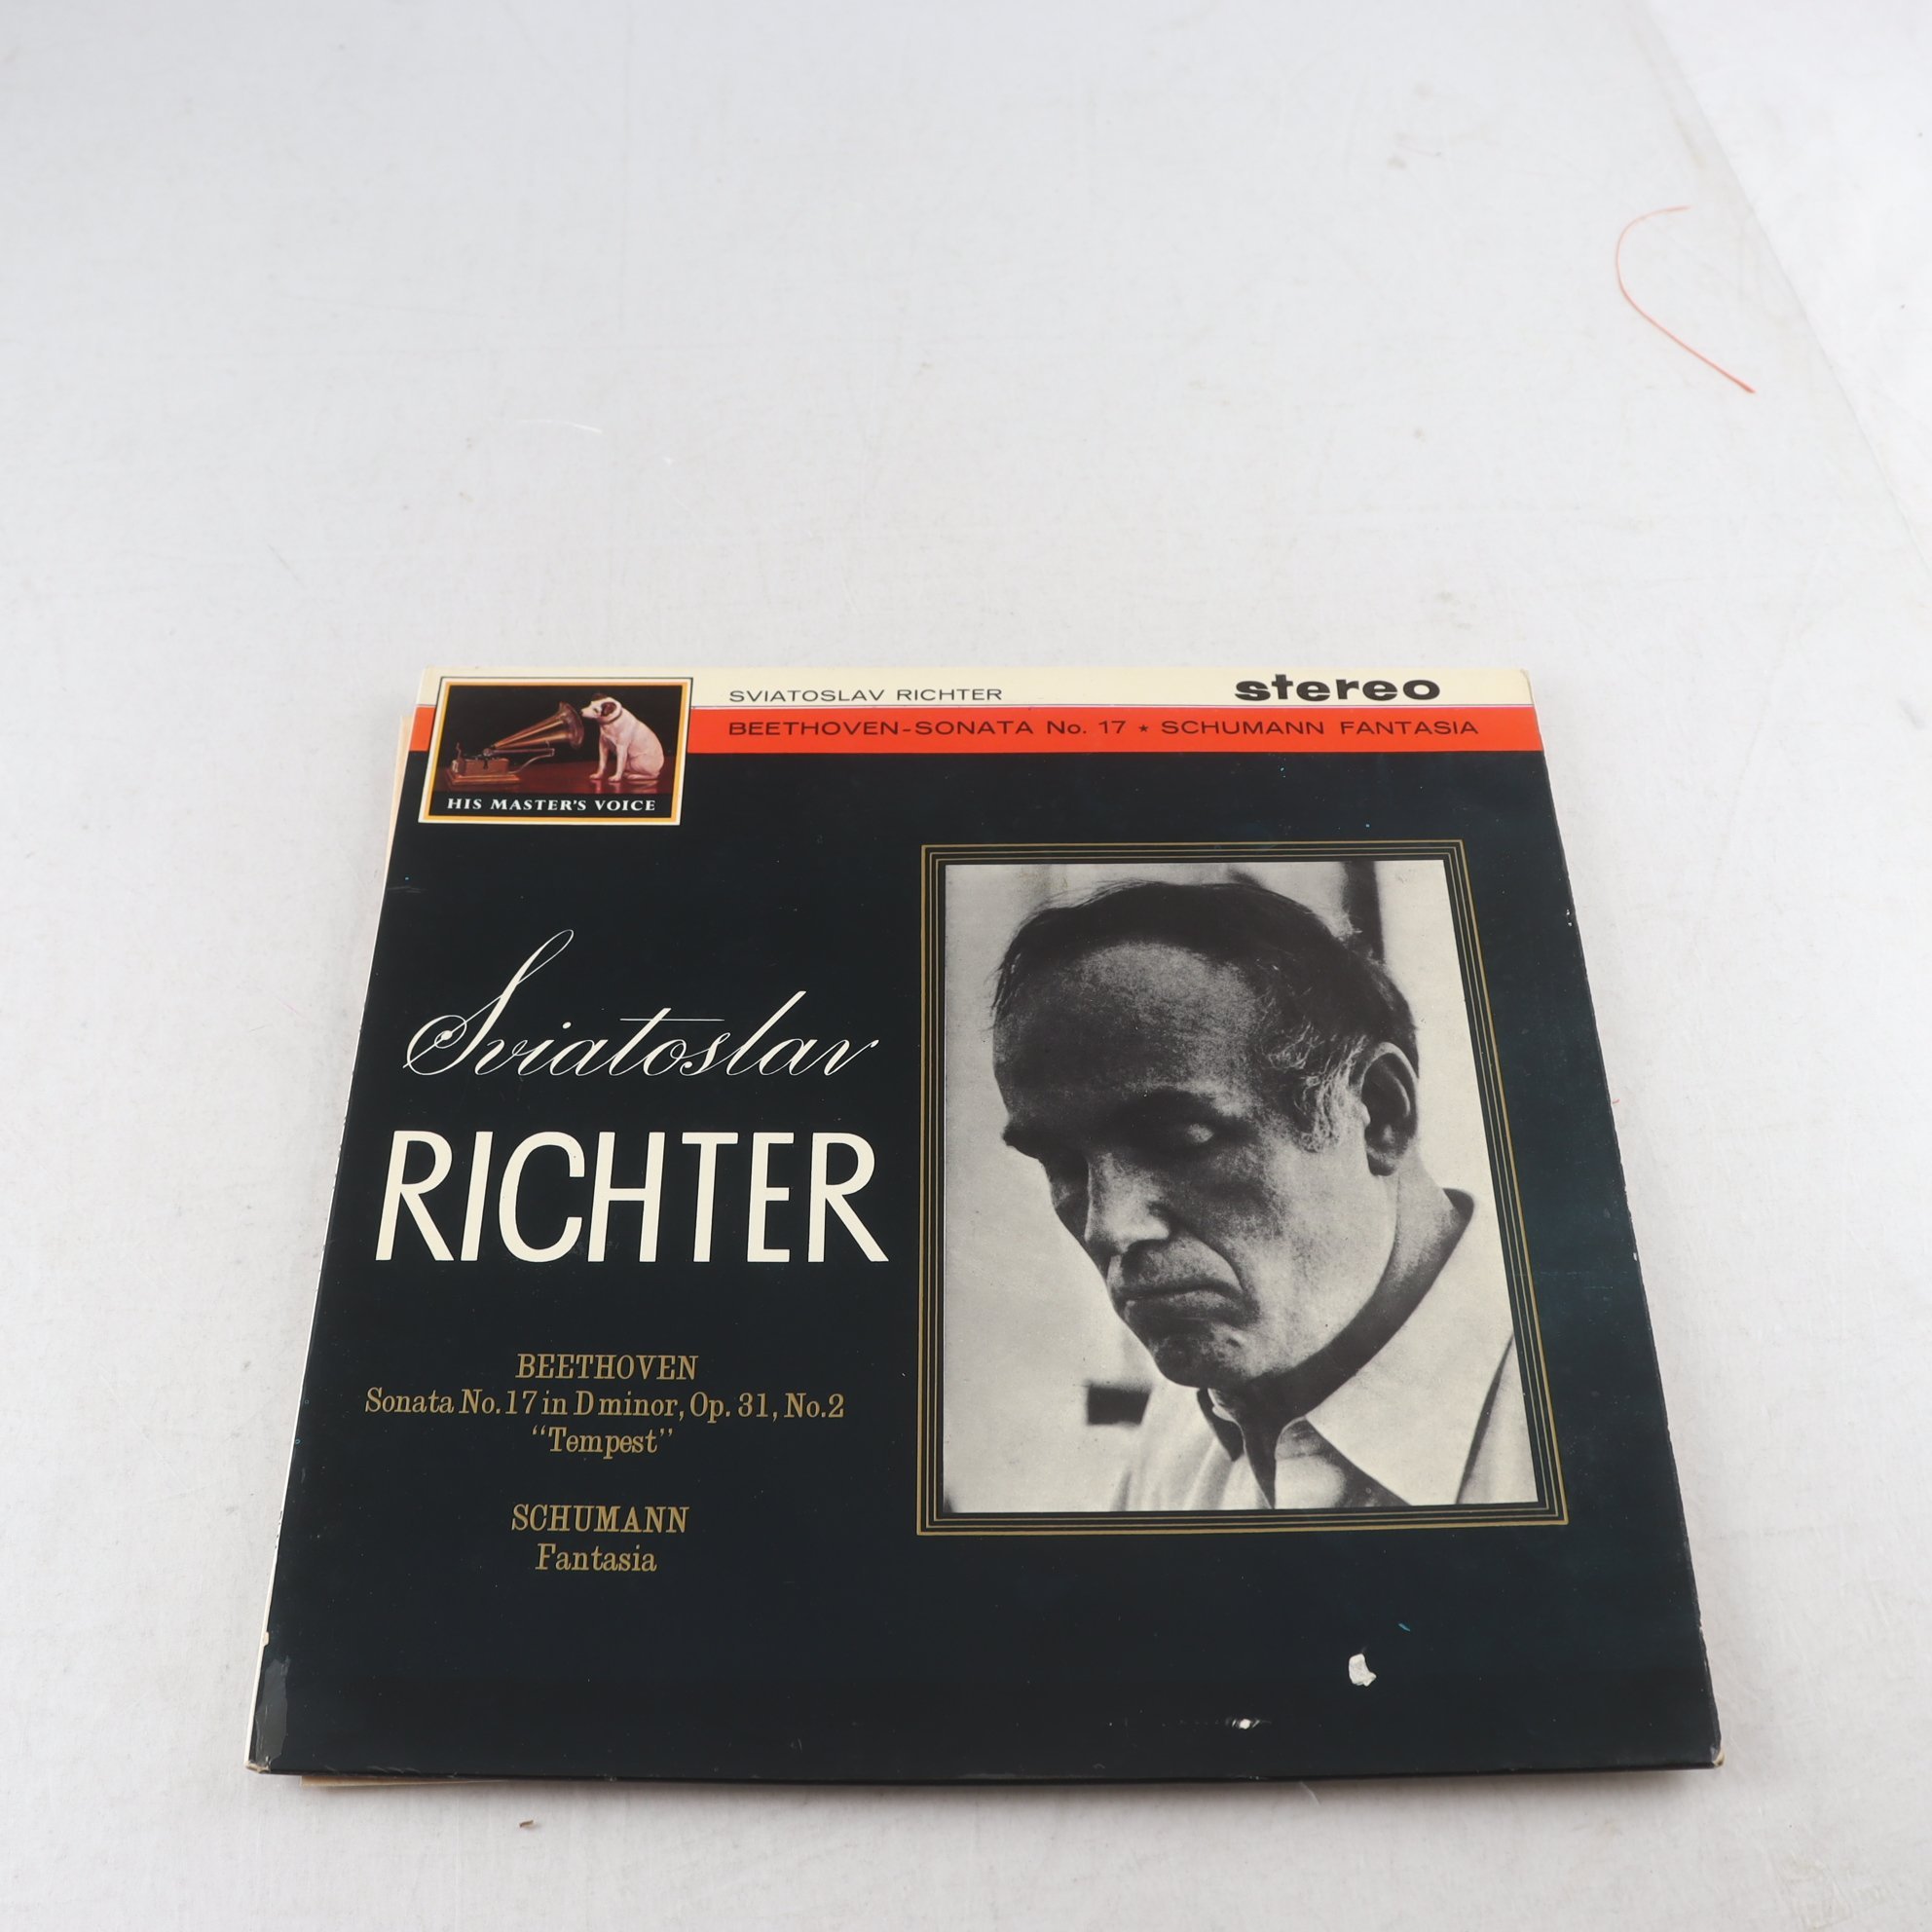 SVIATOSLAV RICHTER
stereo
BEETHOVEN-SONATA No. 17 ★ SCHUMANN FANTASIA
HIS MASTER'S VOICE
Sviatoslav
RICHTER
BEETHOVEN
Sonata No. 17 in D minor, Op. 31, No. 2
“Tempest”
SCHUMANN
Fantasia